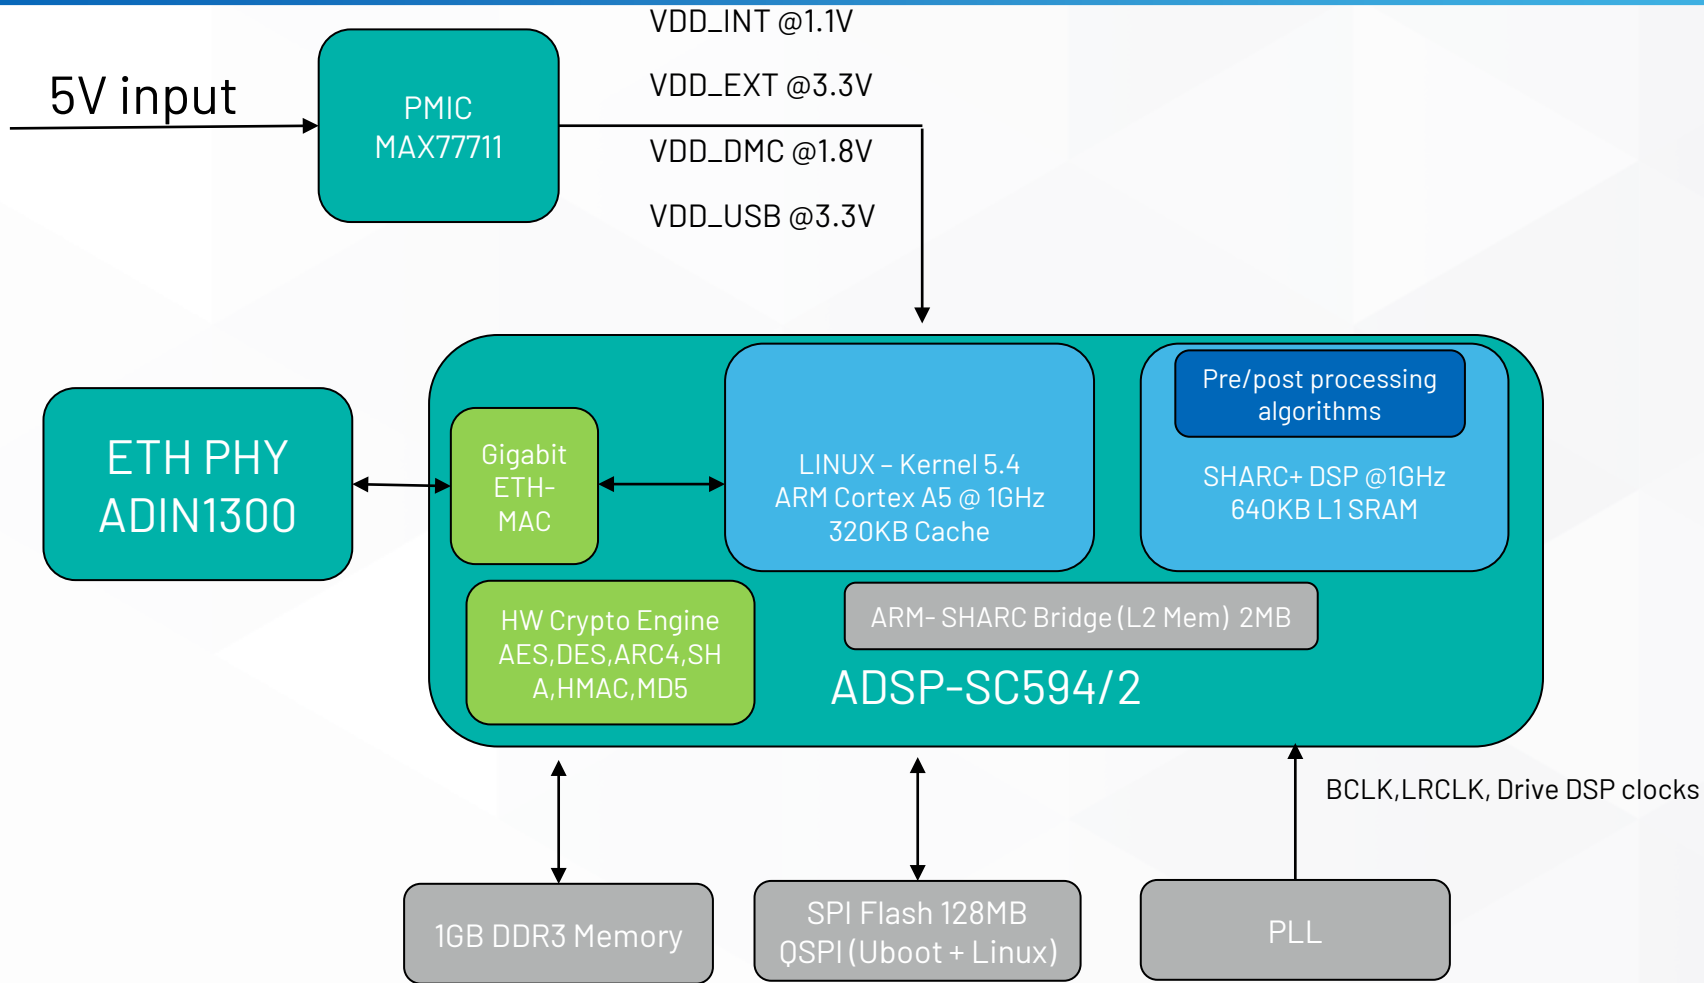 VDD_INT @1.1V
5V input
PMIC
MAX77711
VDD_EXT @3.3V
VDD_DMC @1.8V
VDD_USB @3.3V
ETH PHY
ADIN1300
Gigabit
ETH-
MAC
LINUX – Kernel 5.4
ARM Cortex A5 @ 1GHz
320KB Cache
Pre/post processing
algorithms
SHARC+ DSP @1GHz
640KB L1 SRAM
HW Crypto Engine
AES,DES,ARC4,SH
A,HMAC,MD5
ARM- SHARC Bridge (L2 Mem) 2MB
ADSP-SC594/2
BCLK,LRCLK, Drive DSP clocks
1GB DDR3 Memory
SPI Flash 128MB
QSPI (Uboot + Linux)
PLL